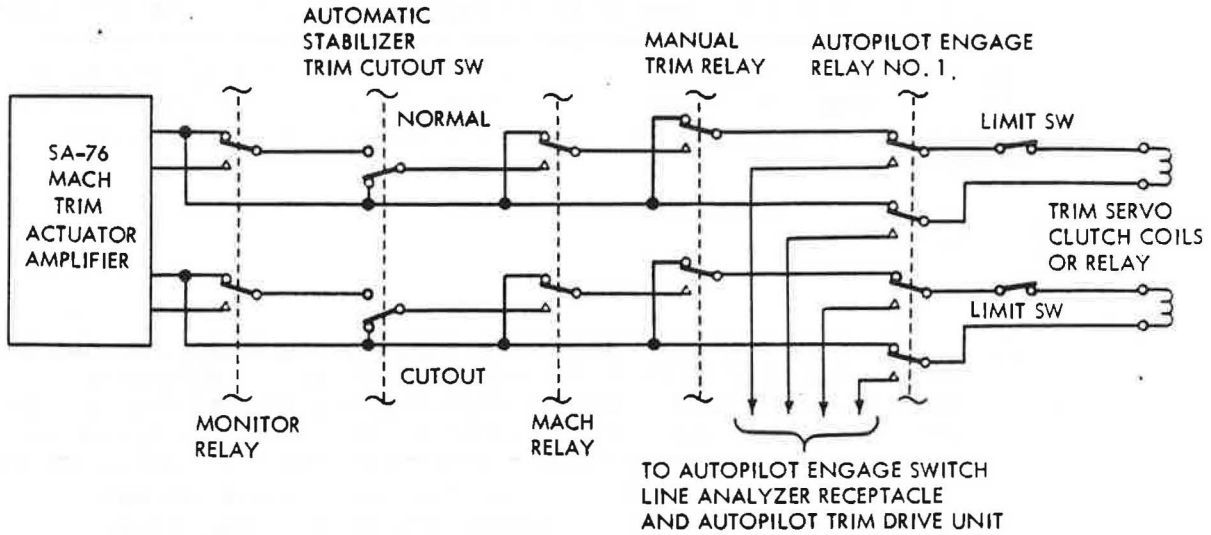 AUTOMATIC
STABILIZER
TRIM CUTOUT SW
MANUAL
TRIM RELAY
AUTOPILOT ENGAGE
RELAY NO. 1
NORMAL
LIMIT SW
SA-76
MACH
TRIM
ACTUATOR
AMPLIFIER
TRIM SERVO
CLUTCH COILS
OR RELAY
LIMIT SW
CUTOUT
MONITOR
RELAY
MACH
RELAY
TO AUTOPILOT ENGAGE SWITCH
LINE ANALYZER RECEPTACLE
AND AUTOPILOT TRIM DRIVE UNIT